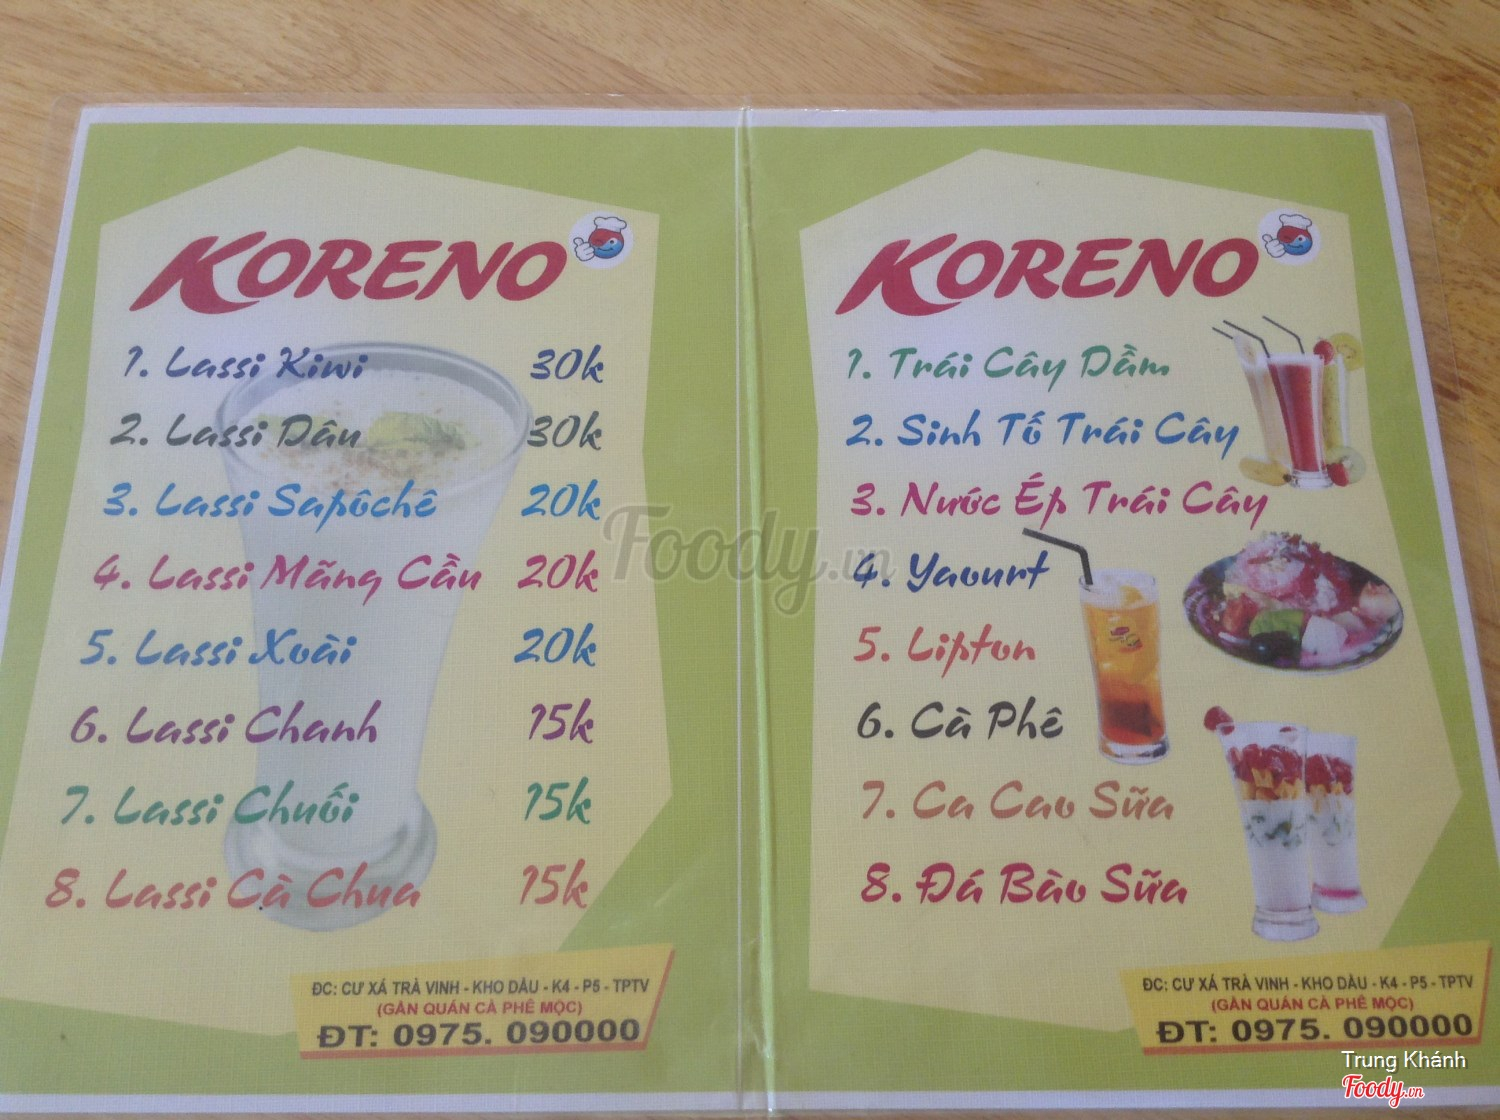 KORENO
1. Lassi Kiwi 30k
2. Lassi Dâu 30k
3. Lassi Sapôchê 20k
4. Lassi Mãng Cầu 20k
5. Lassi Xoài 20k
6. Lassi Chanh 15k
7. Lassi Chuối 15k
8. Lassi Cà Chua 15k
ĐC: CƯ XÁ TRÀ VINH - KHO DẦU - K4 - P5 - TPTV
(GẦN QUÁN CÀ PHÊ MỘC)
ĐT: 0975. 090000
KORENO
1. Trái Cây Dầm
2. Sinh Tố Trái Cây
3. Nước Ép Trái Cây
4. Yaourt
5. Lipton
6. Cà Phê
7. Ca Cao Sữa
8. Đá Bào Sữa
ĐC: CƯ XÁ TRÀ VINH - KHO DẦU - K4 - P5 - TPTV
(GẦN QUÁN CÀ PHÊ MỘC)
ĐT: 0975. 090000
Foody.vn
Trung Khánh
Foody.vn